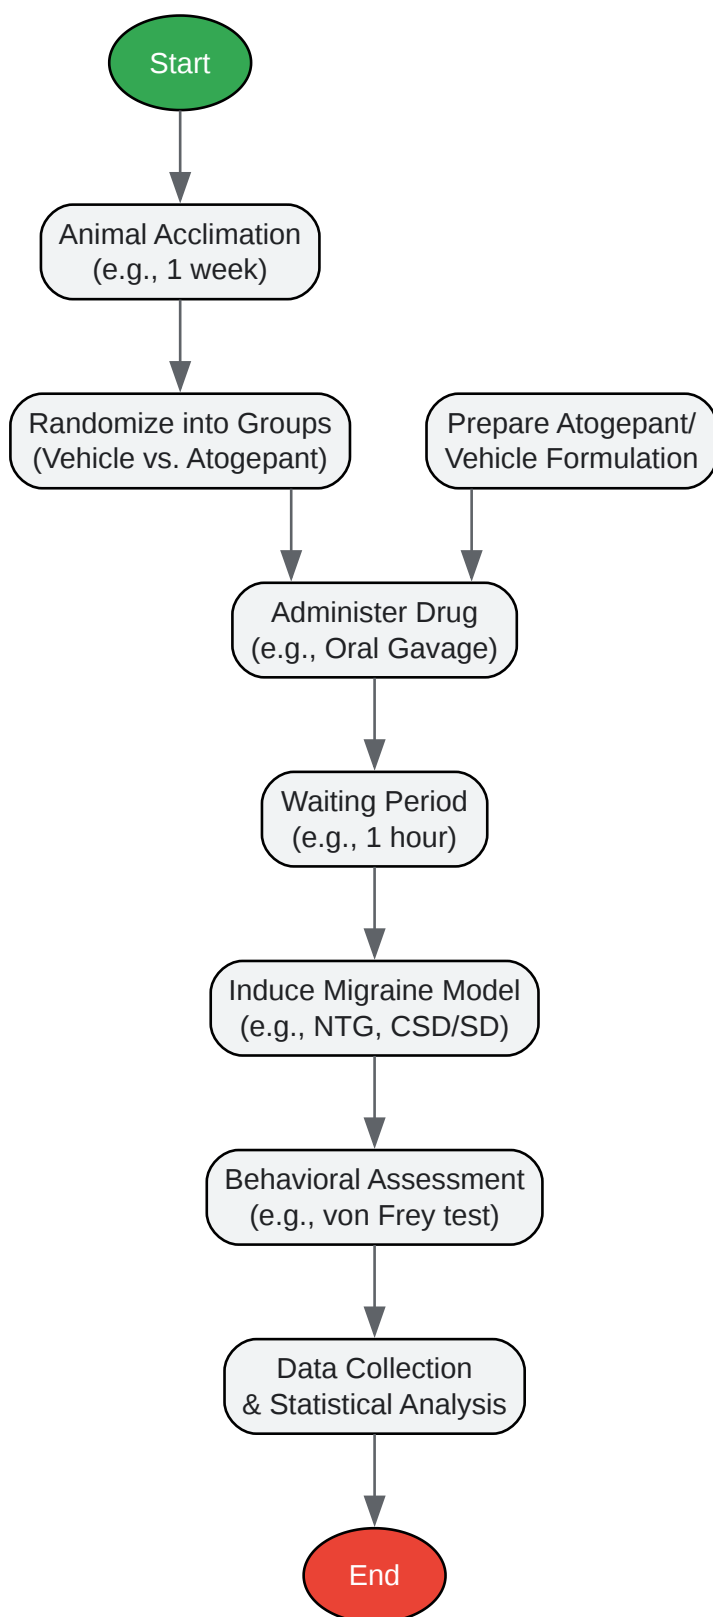 Start
Animal Acclimation
(e.g., 1 week)
Randomize into Groups
(Vehicle vs. Atogepant)
Prepare Atogepant/
Vehicle Formulation
Administer Drug
(e.g., Oral Gavage)
Waiting Period
(e.g., 1 hour)
Induce Migraine Model
(e.g., NTG, CSD/SD)
Behavioral Assessment
(e.g., von Frey test)
Data Collection
& Statistical Analysis
End